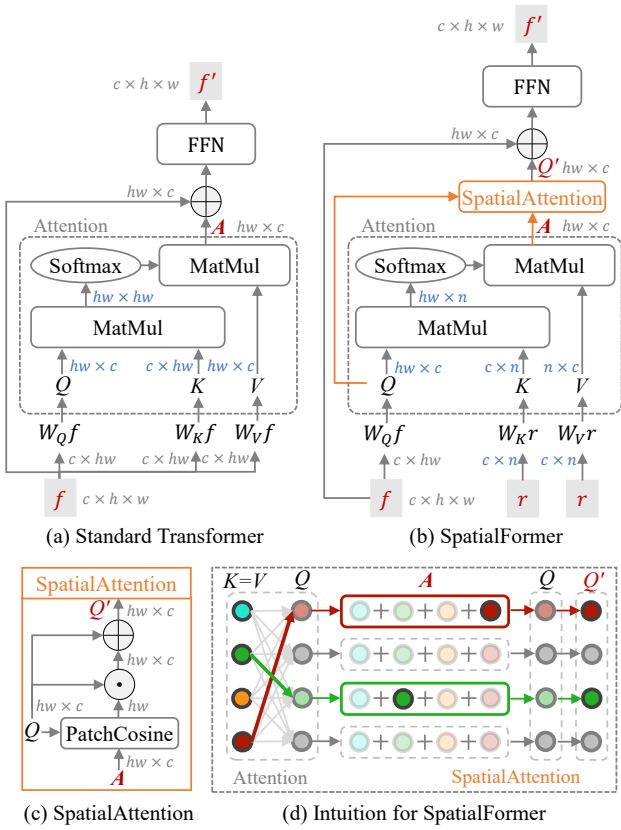 f′
c × h × w
FFN
hw × c
A hw × c
Attention
Softmax
MatMul
hw × hw
MatMul
hw × c
c × hw
hw × c
Q
K
V
W_Q f
W_K f
W_V f
c × hw
c × hw
c × hw
f
c × h × w
(a) Standard Transformer
f′
c × h × w
FFN
hw × c
Q′ hw × c
SpatialAttention
A hw × c
Attention
Softmax
MatMul
hw × n
MatMul
hw × c
c × n
n × c
Q
K
V
W_Q f
W_K r
W_V r
c × hw
c × n
c × n
f
c × h × w
r
r
(b) SpatialFormer
SpatialAttention
Q′
hw × c
hw × c
hw
hw × c
Q
PatchCosine
A
hw × c
(c) SpatialAttention
K=V
Q
A
Q
Q′
+ + +
+ + +
+ + +
+ + +
Attention
SpatialAttention
(d) Intuition for SpatialFormer